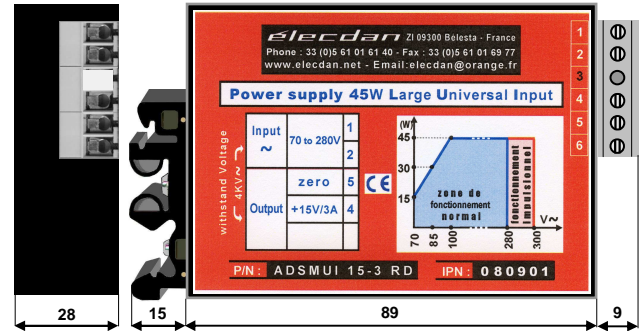 élecdan ZI 09300 Bélesta - France
Phone : 33 (0)5 61 01 61 40 - Fax : 33 (0)5 61 01 69 77
www.elecdan.net - Email:elecdan@orange.fr
Power supply 45W Large Universal Input
1
2
3
4
5
6
withstand Voltage
4KV~
Input
~
70 to 280V
1
2
Output
zero
5
+15V/3A
4
CE
(W)
45
30
15
zone de
fonctionnement
normal
fonctionnement
impulsionnel
V~
70
85
100
280
300
P/N : ADSMUI 15-3 RD IPN : 080901
28
15
89
9